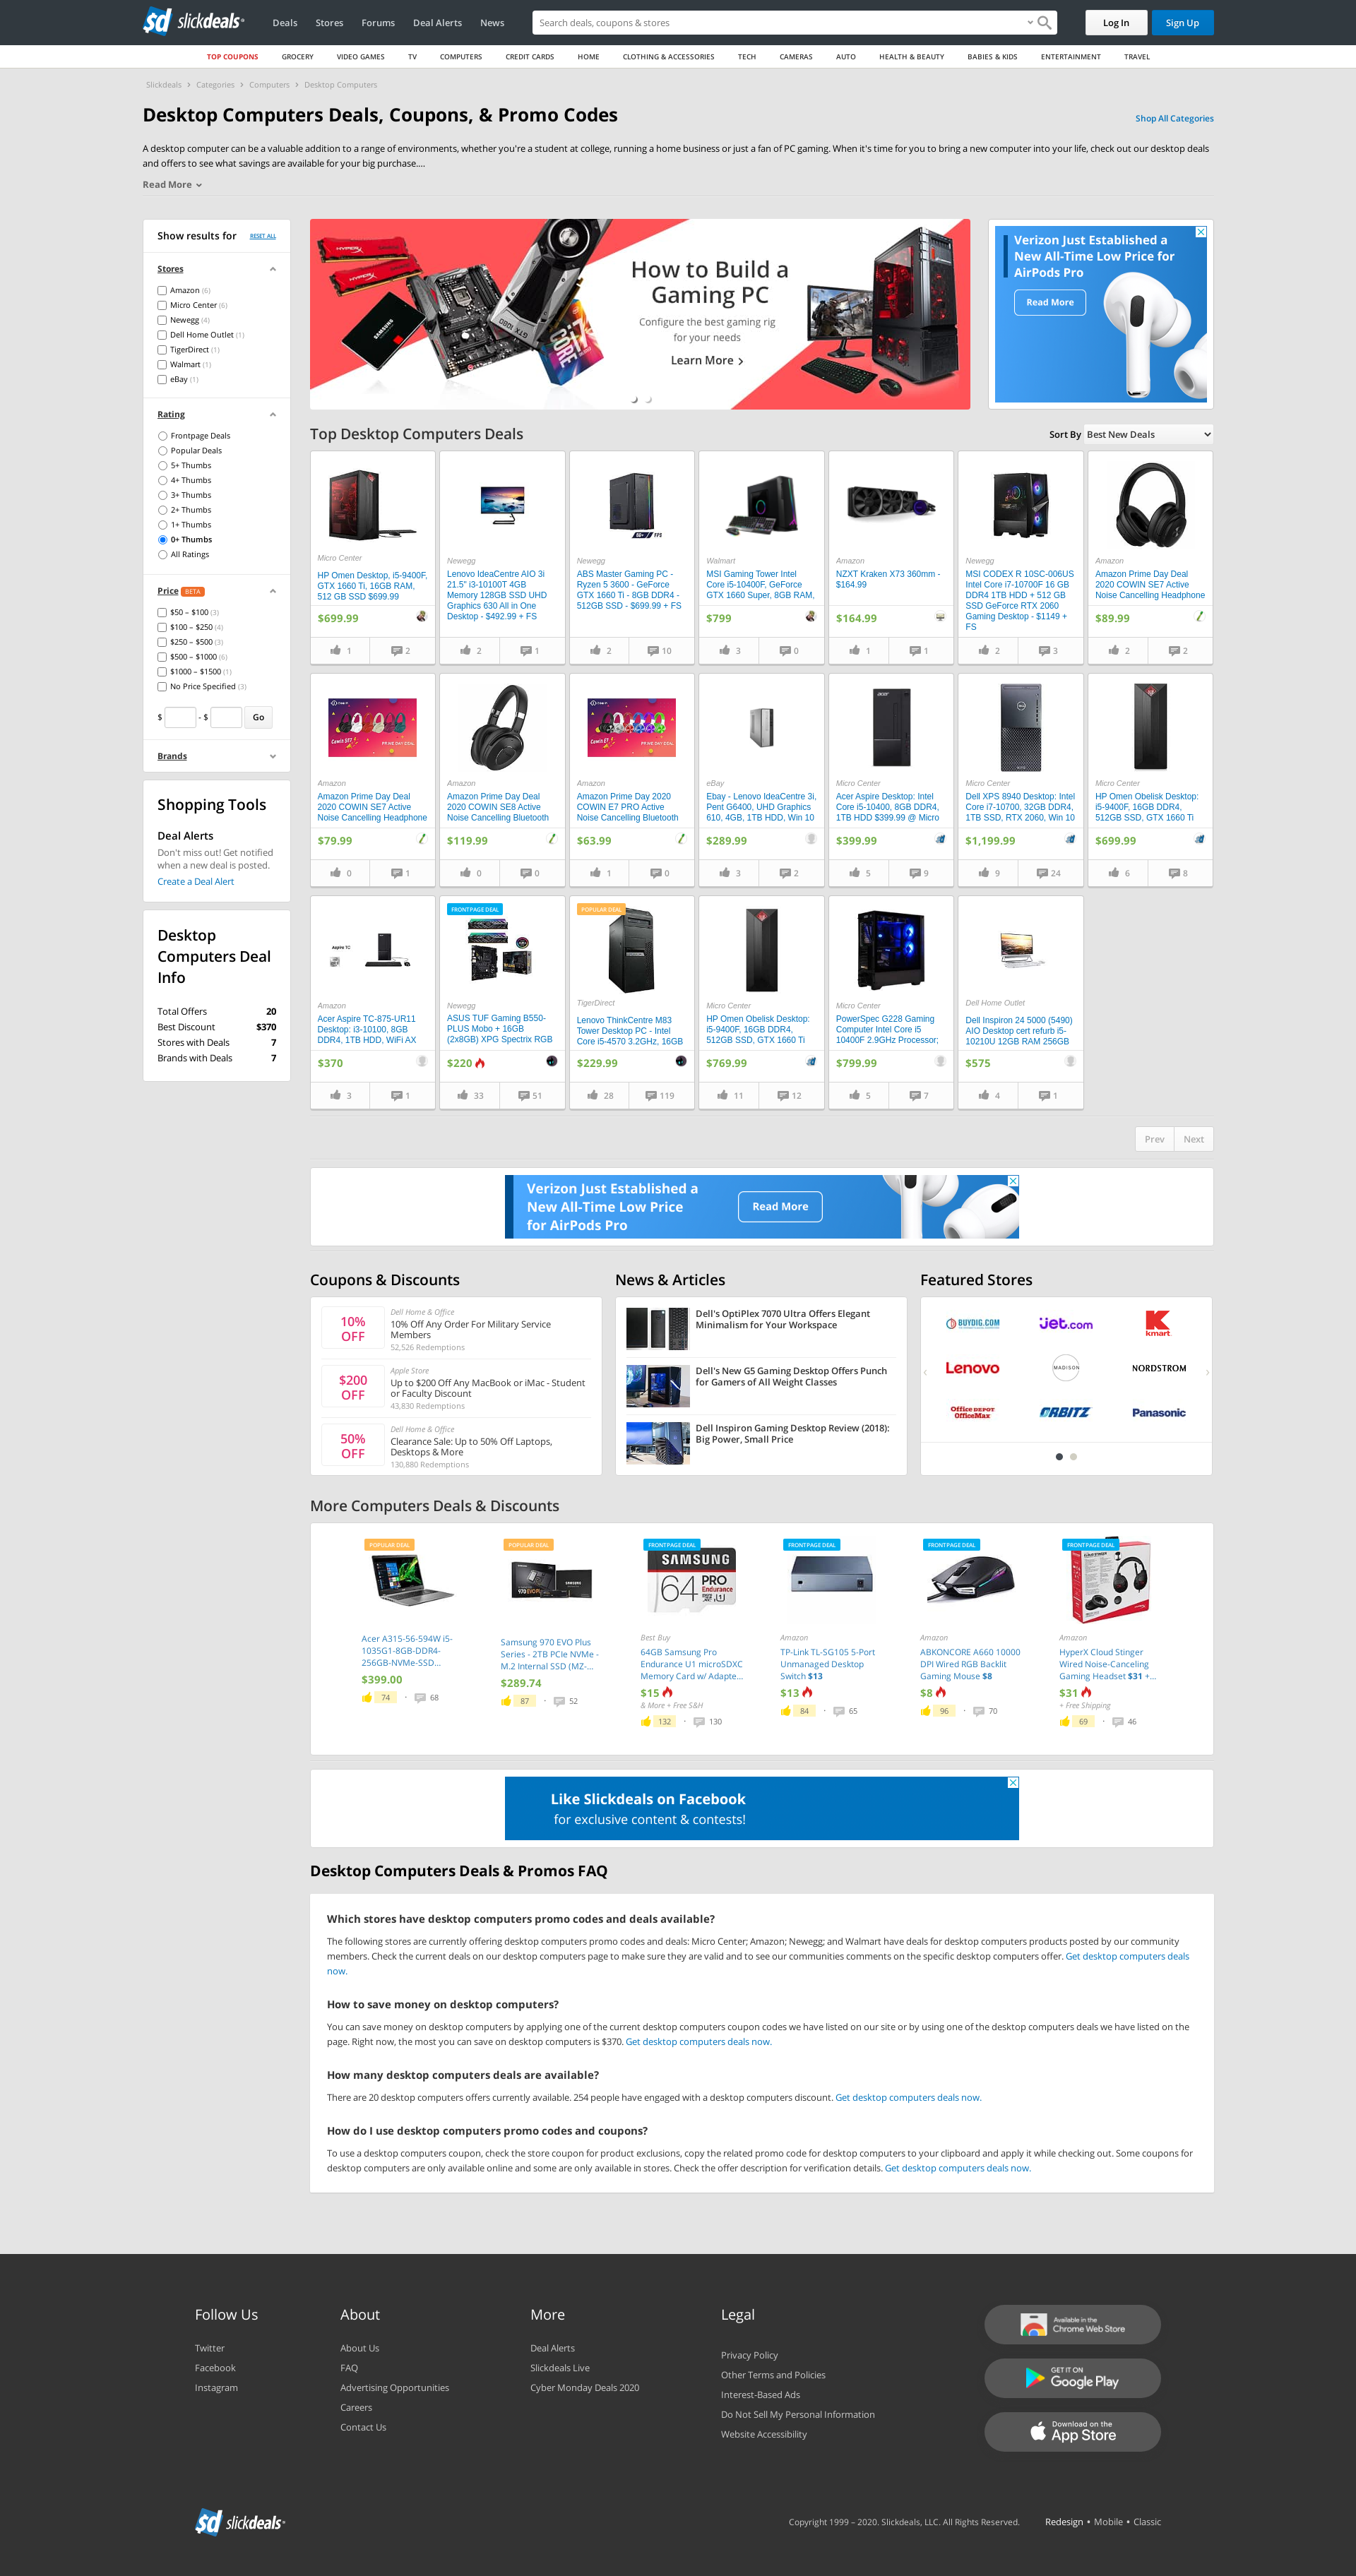 sd slickdeals
Deals Stores Forums Deal Alerts News
Search deals, coupons & stores
Log In Sign Up
TOP COUPONS GROCERY VIDEO GAMES TV COMPUTERS CREDIT CARDS HOME CLOTHING & ACCESSORIES TECH CAMERAS AUTO HEALTH & BEAUTY BABIES & KIDS ENTERTAINMENT TRAVEL
Slickdeals › Categories › Computers › Desktop Computers
Desktop Computers Deals, Coupons, & Promo Codes
Shop All Categories
A desktop computer can be a valuable addition to a range of environments, whether you're a student at college, running a home business or just a fan of PC gaming. When it's time for you to bring a new computer into your life, check out our desktop deals
and offers to see what savings are available for your big purchase....
Read More
Show results for RESET ALL
Stores
Amazon (6)
Micro Center (6)
Newegg (4)
Dell Home Outlet (1)
TigerDirect (1)
Walmart (1)
eBay (1)
Rating
Frontpage Deals
Popular Deals
5+ Thumbs
4+ Thumbs
3+ Thumbs
2+ Thumbs
1+ Thumbs
0+ Thumbs
All Ratings
Price BETA
$50 – $100 (3)
$100 – $250 (4)
$250 – $500 (3)
$500 – $1000 (6)
$1000 – $1500 (1)
No Price Specified (3)
$ - $ Go
Brands
Shopping Tools
Deal Alerts
Don't miss out! Get notified
when a new deal is posted.
Create a Deal Alert
Desktop
Computers Deal
Info
Total Offers 20
Best Discount $370
Stores with Deals 7
Brands with Deals 7
How to Build a
Gaming PC
Configure the best gaming rig
for your needs
Learn More
HYPERX
HYPERX
SAMSUNG
GTX 1080
CORE
i7
Verizon Just Established a
New All-Time Low Price for
AirPods Pro
Read More
Top Desktop Computers Deals
Sort By Best New Deals
Micro Center
HP Omen Desktop, i5-9400F,
GTX 1660 Ti, 16GB RAM,
512 GB SSD $699.99
$699.99
1 2
Newegg
Lenovo IdeaCentre AIO 3i
21.5" i3-10100T 4GB
Memory 128GB SSD UHD
Graphics 630 All in One
Desktop - $492.99 + FS
2 1
Newegg
ABS Master Gaming PC -
Ryzen 5 3600 - GeForce
GTX 1660 Ti - 8GB DDR4 -
512GB SSD - $699.99 + FS
2 10
Walmart
MSI Gaming Tower Intel
Core i5-10400F, GeForce
GTX 1660 Super, 8GB RAM,
$799
3 0
Amazon
NZXT Kraken X73 360mm -
$164.99
$164.99
1 1
Newegg
MSI CODEX R 10SC-006US
Intel Core i7-10700F 16 GB
DDR4 1TB HDD + 512 GB
SSD GeForce RTX 2060
Gaming Desktop - $1149 +
FS
2 3
Amazon
Amazon Prime Day Deal
2020 COWIN SE7 Active
Noise Cancelling Headphone
$89.99
2 2
Amazon
Amazon Prime Day Deal
2020 COWIN SE7 Active
Noise Cancelling Headphone
$79.99
0 1
Amazon
Amazon Prime Day Deal
2020 COWIN SE8 Active
Noise Cancelling Bluetooth
$119.99
0 0
Amazon
Amazon Prime Day 2020
COWIN E7 PRO Active
Noise Cancelling Bluetooth
$63.99
1 0
eBay
Ebay - Lenovo IdeaCentre 3i,
Pent G6400, UHD Graphics
610, 4GB, 1TB HDD, Win 10
$289.99
3 2
Micro Center
Acer Aspire Desktop: Intel
Core i5-10400, 8GB DDR4,
1TB HDD $399.99 @ Micro
$399.99
5 9
Micro Center
Dell XPS 8940 Desktop: Intel
Core i7-10700, 32GB DDR4,
1TB SSD, RTX 2060, Win 10
$1,199.99
9 24
Micro Center
HP Omen Obelisk Desktop:
i5-9400F, 16GB DDR4,
512GB SSD, GTX 1660 Ti
$699.99
6 8
Aspire TC
Amazon
Acer Aspire TC-875-UR11
Desktop: i3-10100, 8GB
DDR4, 1TB HDD, WiFi AX
$370
3 1
FRONTPAGE DEAL
Newegg
ASUS TUF Gaming B550-
PLUS Mobo + 16GB
(2x8GB) XPG Spectrix RGB
$220
33 51
POPULAR DEAL
TigerDirect
Lenovo ThinkCentre M83
Tower Desktop PC - Intel
Core i5-4570 3.2GHz, 16GB
$229.99
28 119
Micro Center
HP Omen Obelisk Desktop:
i5-9400F, 16GB DDR4,
512GB SSD, GTX 1660 Ti
$769.99
11 12
Micro Center
PowerSpec G228 Gaming
Computer Intel Core i5
10400F 2.9GHz Processor;
$799.99
5 7
Dell Home Outlet
Dell Inspiron 24 5000 (5490)
AIO Desktop cert refurb i5-
10210U 12GB RAM 256GB
$575
4 1
Prev Next
Verizon Just Established a
New All-Time Low Price
for AirPods Pro
Read More
Coupons & Discounts
10%
OFF
Dell Home & Office
10% Off Any Order For Military Service
Members
52,526 Redemptions
$200
OFF
Apple Store
Up to $200 Off Any MacBook or iMac - Student
or Faculty Discount
43,830 Redemptions
50%
OFF
Dell Home & Office
Clearance Sale: Up to 50% Off Laptops,
Desktops & More
130,880 Redemptions
News & Articles
Dell's OptiPlex 7070 Ultra Offers Elegant
Minimalism for Your Workspace
Dell's New G5 Gaming Desktop Offers Punch
for Gamers of All Weight Classes
Dell Inspiron Gaming Desktop Review (2018):
Big Power, Small Price
Featured Stores
BUYDIG.COM jet.com kmart
Lenovo MADISON NORDSTROM
Office DEPOT
OfficeMax ORBITZ Panasonic
More Computers Deals & Discounts
POPULAR DEAL
Acer A315-56-594W i5-
1035G1-8GB-DDR4-
256GB-NVMe-SSD...
$399.00
74 · 68
POPULAR DEAL
Samsung 970 EVO Plus
Series - 2TB PCIe NVMe -
M.2 Internal SSD (MZ-...
$289.74
87 · 52
FRONTPAGE DEAL
SAMSUNG
64 PRO
Endurance
Best Buy
64GB Samsung Pro
Endurance U1 microSDXC
Memory Card w/ Adapte...
$15
& More + Free S&H
132 · 130
FRONTPAGE DEAL
Amazon
TP-Link TL-SG105 5-Port
Unmanaged Desktop
Switch $13
$13
84 · 65
FRONTPAGE DEAL
Amazon
ABKONCORE A660 10000
DPI Wired RGB Backlit
Gaming Mouse $8
$8
96 · 70
FRONTPAGE DEAL
Amazon
HyperX Cloud Stinger
Wired Noise-Canceling
Gaming Headset $31 +...
$31
+ Free Shipping
69 · 46
Like Slickdeals on Facebook
for exclusive content & contests!
Desktop Computers Deals & Promos FAQ
Which stores have desktop computers promo codes and deals available?
The following stores are currently offering desktop computers promo codes and deals: Micro Center; Amazon; Newegg; and Walmart have deals for desktop computers products posted by our community
members. Check the current deals on our desktop computers page to make sure they are valid and to see our communities comments on the specific desktop computers offer. Get desktop computers deals
now.
How to save money on desktop computers?
You can save money on desktop computers by applying one of the current desktop computers coupon codes we have listed on our site or by using one of the desktop computers deals we have listed on the
page. Right now, the most you can save on desktop computers is $370. Get desktop computers deals now.
How many desktop computers deals are available?
There are 20 desktop computers offers currently available. 254 people have engaged with a desktop computers discount. Get desktop computers deals now.
How do I use desktop computers promo codes and coupons?
To use a desktop computers coupon, check the store coupon for product exclusions, copy the related promo code for desktop computers to your clipboard and apply it while checking out. Some coupons for
desktop computers are only available online and some are only available in stores. Check the offer description for verification details. Get desktop computers deals now.
Follow Us
Twitter
Facebook
Instagram
About
About Us
FAQ
Advertising Opportunities
Careers
Contact Us
More
Deal Alerts
Slickdeals Live
Cyber Monday Deals 2020
Legal
Privacy Policy
Other Terms and Policies
Interest-Based Ads
Do Not Sell My Personal Information
Website Accessibility
Available in the
Chrome Web Store
GET IT ON
Google Play
Download on the
App Store
sd slickdeals
Copyright 1999 – 2020. Slickdeals, LLC. All Rights Reserved. Redesign • Mobile • Classic